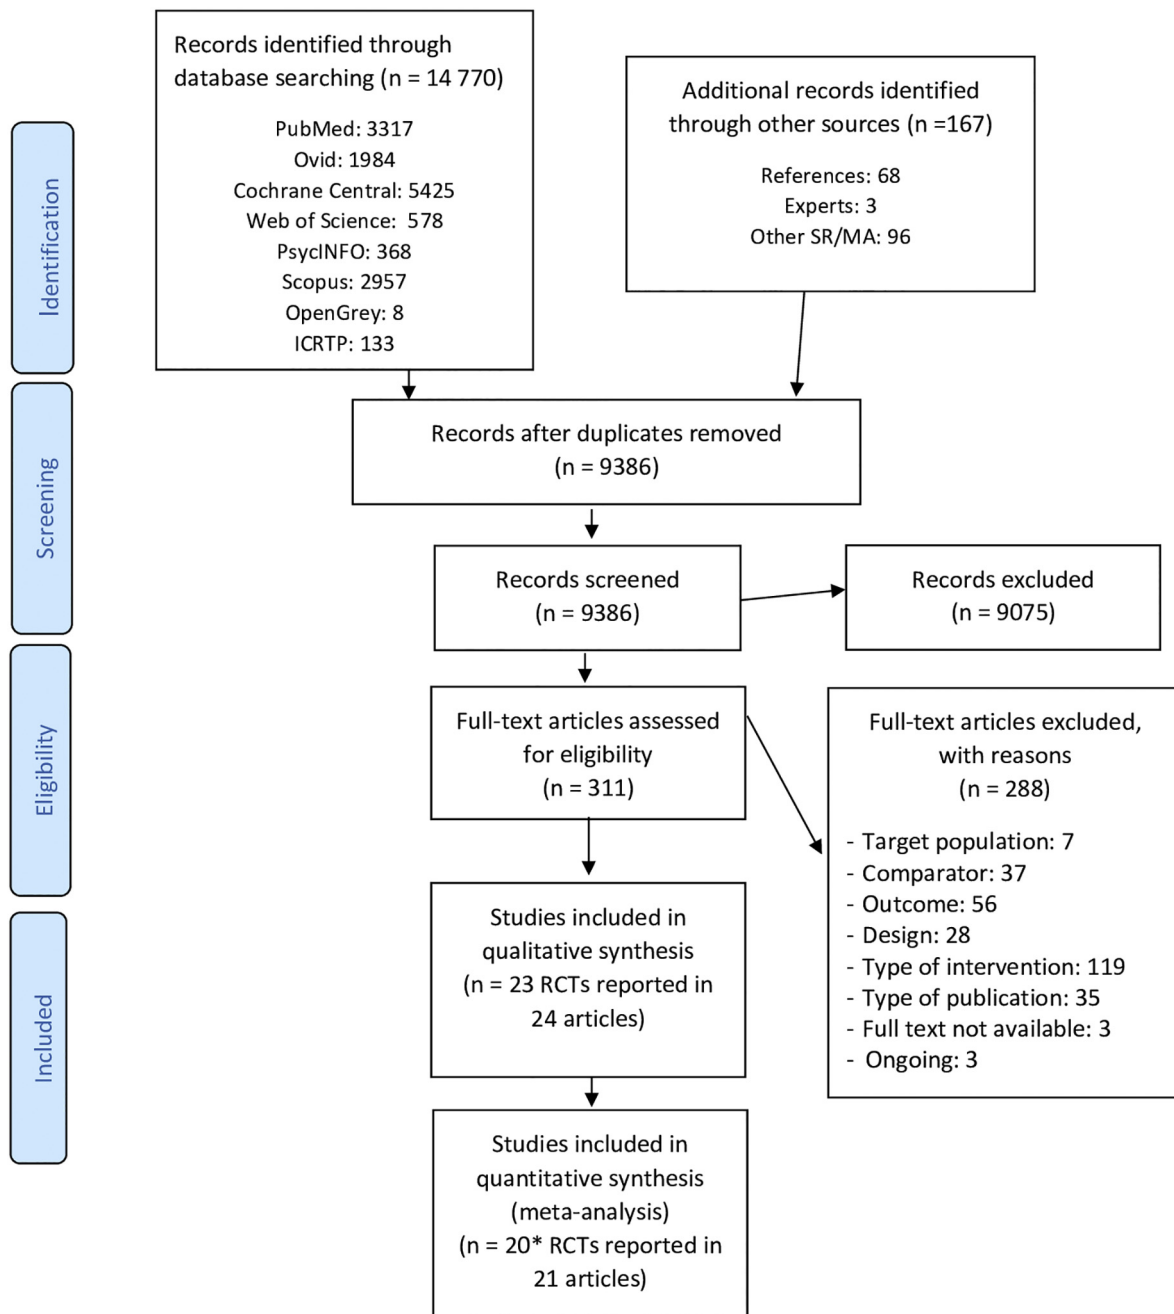 Records identified through
database searching (n = 14 770)
PubMed: 3317
Ovid: 1984
Cochrane Central: 5425
Web of Science: 578
PsycINFO: 368
Scopus: 2957
OpenGrey: 8
ICRTP: 133
Additional records identified
through other sources (n =167)
References: 68
Experts: 3
Other SR/MA: 96
Identification
Records after duplicates removed
(n = 9386)
Screening
Records screened
(n = 9386)
Records excluded
(n = 9075)
Eligibility
Full-text articles assessed
for eligibility
(n = 311)
Full-text articles excluded,
with reasons
(n = 288)
- Target population: 7
- Comparator: 37
- Outcome: 56
- Design: 28
- Type of intervention: 119
- Type of publication: 35
- Full text not available: 3
- Ongoing: 3
Included
Studies included in
qualitative synthesis
(n = 23 RCTs reported in
24 articles)
Studies included in
quantitative synthesis
(meta-analysis)
(n = 20* RCTs reported in
21 articles)